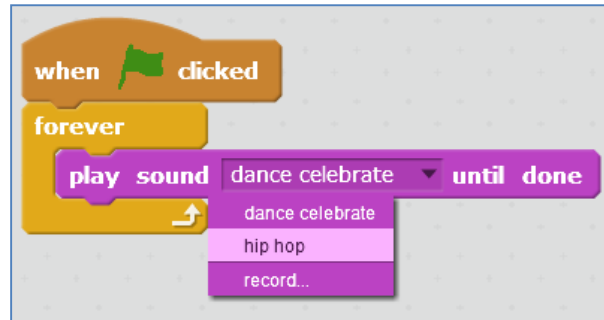 when clicked
forever
play sound dance celebrate until done
dance celebrate
hip hop
record...